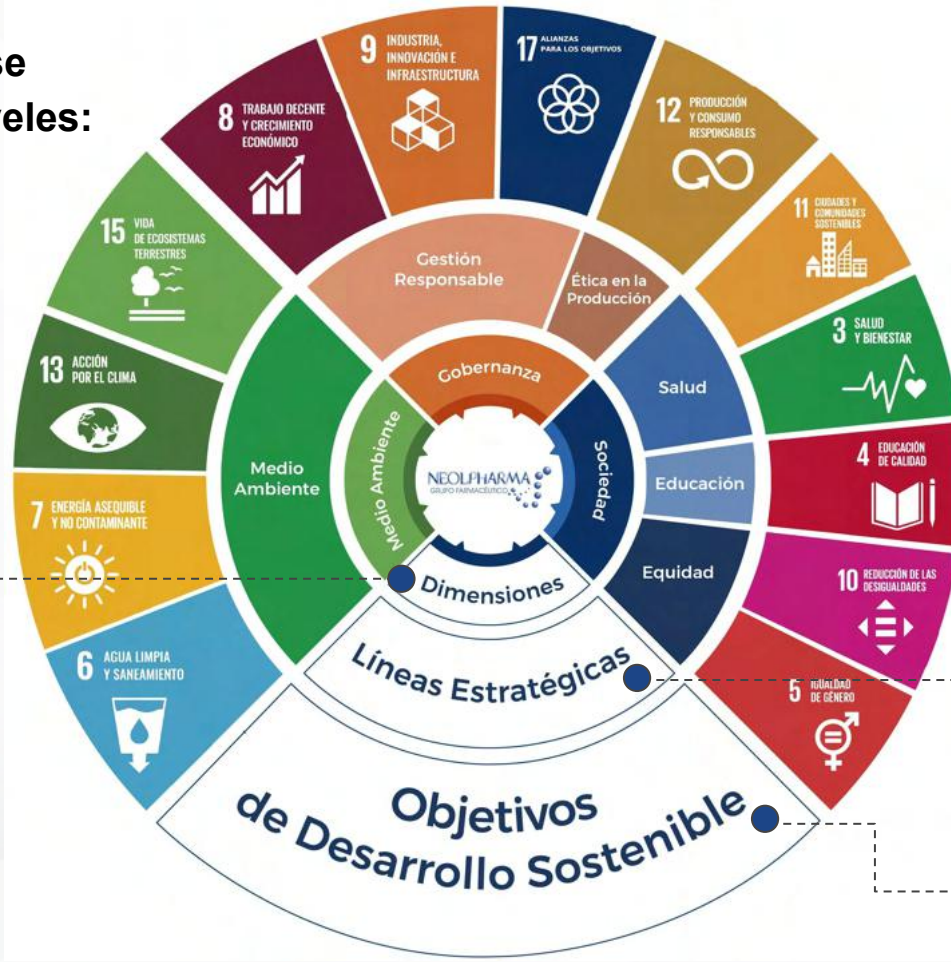 se
veles:
9 INDUSTRIA,
INNOVACIÓN E
INFRAESTRUCTURA
17 ALIANZAS
PARA LOS OBJETIVOS
8 TRABAJO DECENTE
Y CRECIMIENTO
ECONÓMICO
12 PRODUCCIÓN
Y CONSUMO
RESPONSABLES
15 VIDA
DE ECOSISTEMAS
TERRESTRES
11 CIUDADES Y
COMUNIDADES
SOSTENIBLES
13 ACCIÓN
POR EL CLIMA
3 SALUD
Y BIENESTAR
7 ENERGÍA ASEQUIBLE
Y NO CONTAMINANTE
4 EDUCACIÓN
DE CALIDAD
6 AGUA LIMPIA
Y SANEAMIENTO
10 REDUCCIÓN DE LAS
DESIGUALDADES
5 IGUALDAD
DE GÉNERO
Gestión
Responsable
Ética en la
Producción
Medio
Ambiente
Salud
Educación
Equidad
Gobernanza
Medio Ambiente
Sociedad
NEOLPHARMA
GRUPO FARMACÉUTICO
Dimensiones
Líneas Estratégicas
Objetivos
de Desarrollo Sostenible